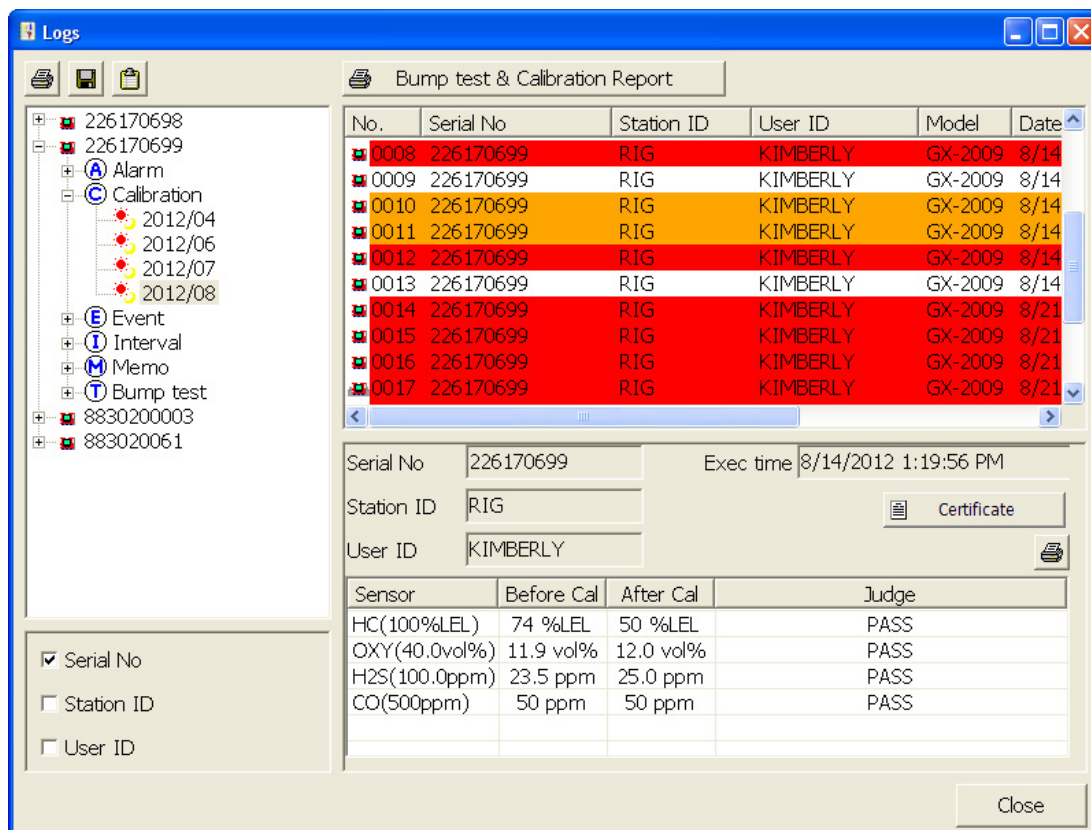 Logs
Bump test & Calibration Report
226170698
226170699
A Alarm
C Calibration
2012/04
2012/06
2012/07
2012/08
E Event
I Interval
M Memo
T Bump test
8830200003
883020061
Serial No
Station ID
User ID
No. Serial No Station ID User ID Model Date
0008 226170699 RIG KIMBERLY GX-2009 8/14
0009 226170699 RIG KIMBERLY GX-2009 8/14
0010 226170699 RIG KIMBERLY GX-2009 8/14
0011 226170699 RIG KIMBERLY GX-2009 8/14
0012 226170699 RIG KIMBERLY GX-2009 8/14
0013 226170699 RIG KIMBERLY GX-2009 8/14
0014 226170699 RIG KIMBERLY GX-2009 8/21
0015 226170699 RIG KIMBERLY GX-2009 8/21
0016 226170699 RIG KIMBERLY GX-2009 8/21
0017 226170699 RIG KIMBERLY GX-2009 8/21
Serial No 226170699 Exec time 8/14/2012 1:19:56 PM
Station ID RIG Certificate
User ID KIMBERLY
Sensor Before Cal After Cal Judge
HC(100%LEL) 74 %LEL 50 %LEL PASS
OXY(40.0vol%) 11.9 vol% 12.0 vol% PASS
H2S(100.0ppm) 23.5 ppm 25.0 ppm PASS
CO(500ppm) 50 ppm 50 ppm PASS
Close